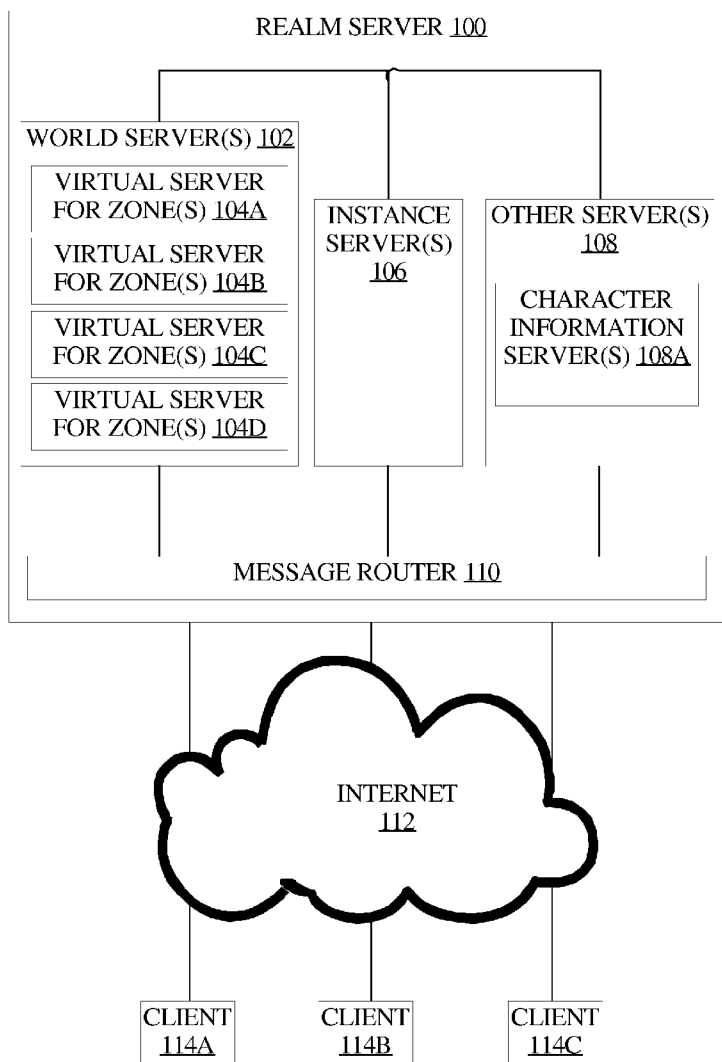 REALM SERVER 100
WORLD SERVER(S) 102
VIRTUAL SERVER
FOR ZONE(S) 104A
VIRTUAL SERVER
FOR ZONE(S) 104B
VIRTUAL SERVER
FOR ZONE(S) 104C
VIRTUAL SERVER
FOR ZONE(S) 104D
INSTANCE
SERVER(S)
106
OTHER SERVER(S)
108
CHARACTER
INFORMATION
SERVER(S) 108A
MESSAGE ROUTER 110
INTERNET
112
CLIENT
114A
CLIENT
114B
CLIENT
114C